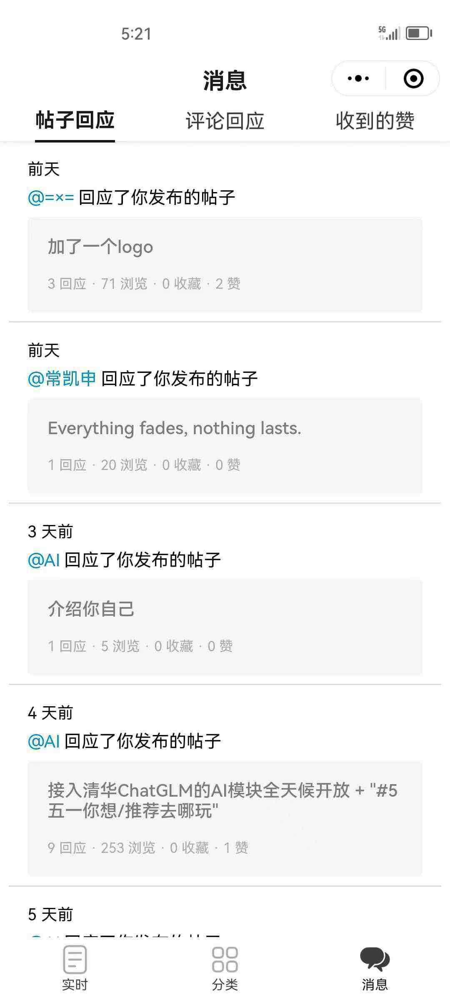 5:21
5G
消息
帖子回应
评论回应
收到的赞
前天
@=×= 回应了你发布的帖子
加了一个logo
3 回应 · 71 浏览 · 0 收藏 · 2 赞
前天
@常凯申 回应了你发布的帖子
Everything fades, nothing lasts.
1 回应 · 20 浏览 · 0 收藏 · 0 赞
3 天前
@AI 回应了你发布的帖子
介绍你自己
1 回应 · 5 浏览 · 0 收藏 · 0 赞
4 天前
@AI 回应了你发布的帖子
接入清华ChatGLM的AI模块全天候开放 + "#5
五一你想/推荐去哪玩"
9 回应 · 253 浏览 · 0 收藏 · 1 赞
5 天前
实时
分类
消息